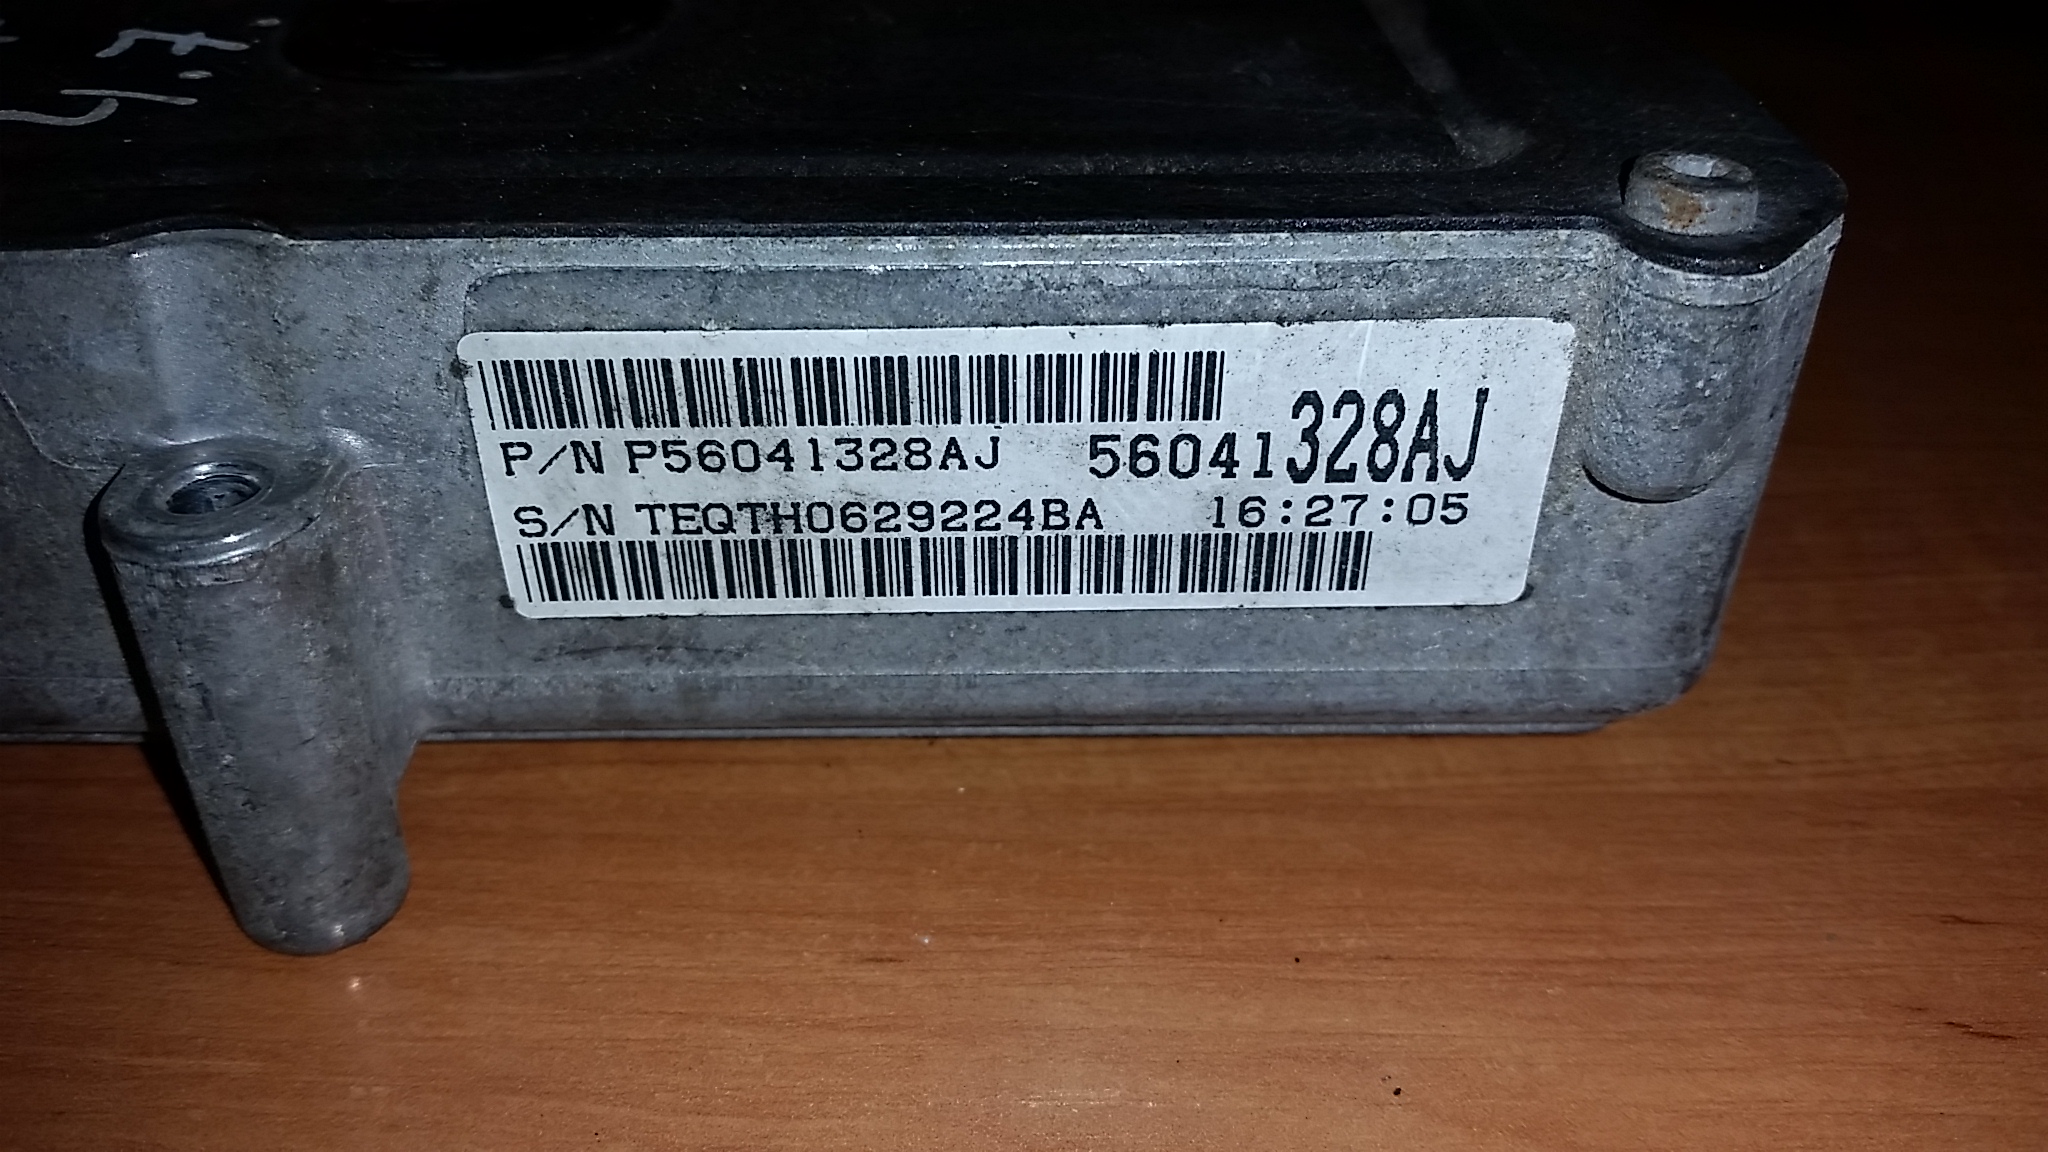 P/N P56041328AJ 56041328AJ
S/N TEQTH0629224BA 16:27:05